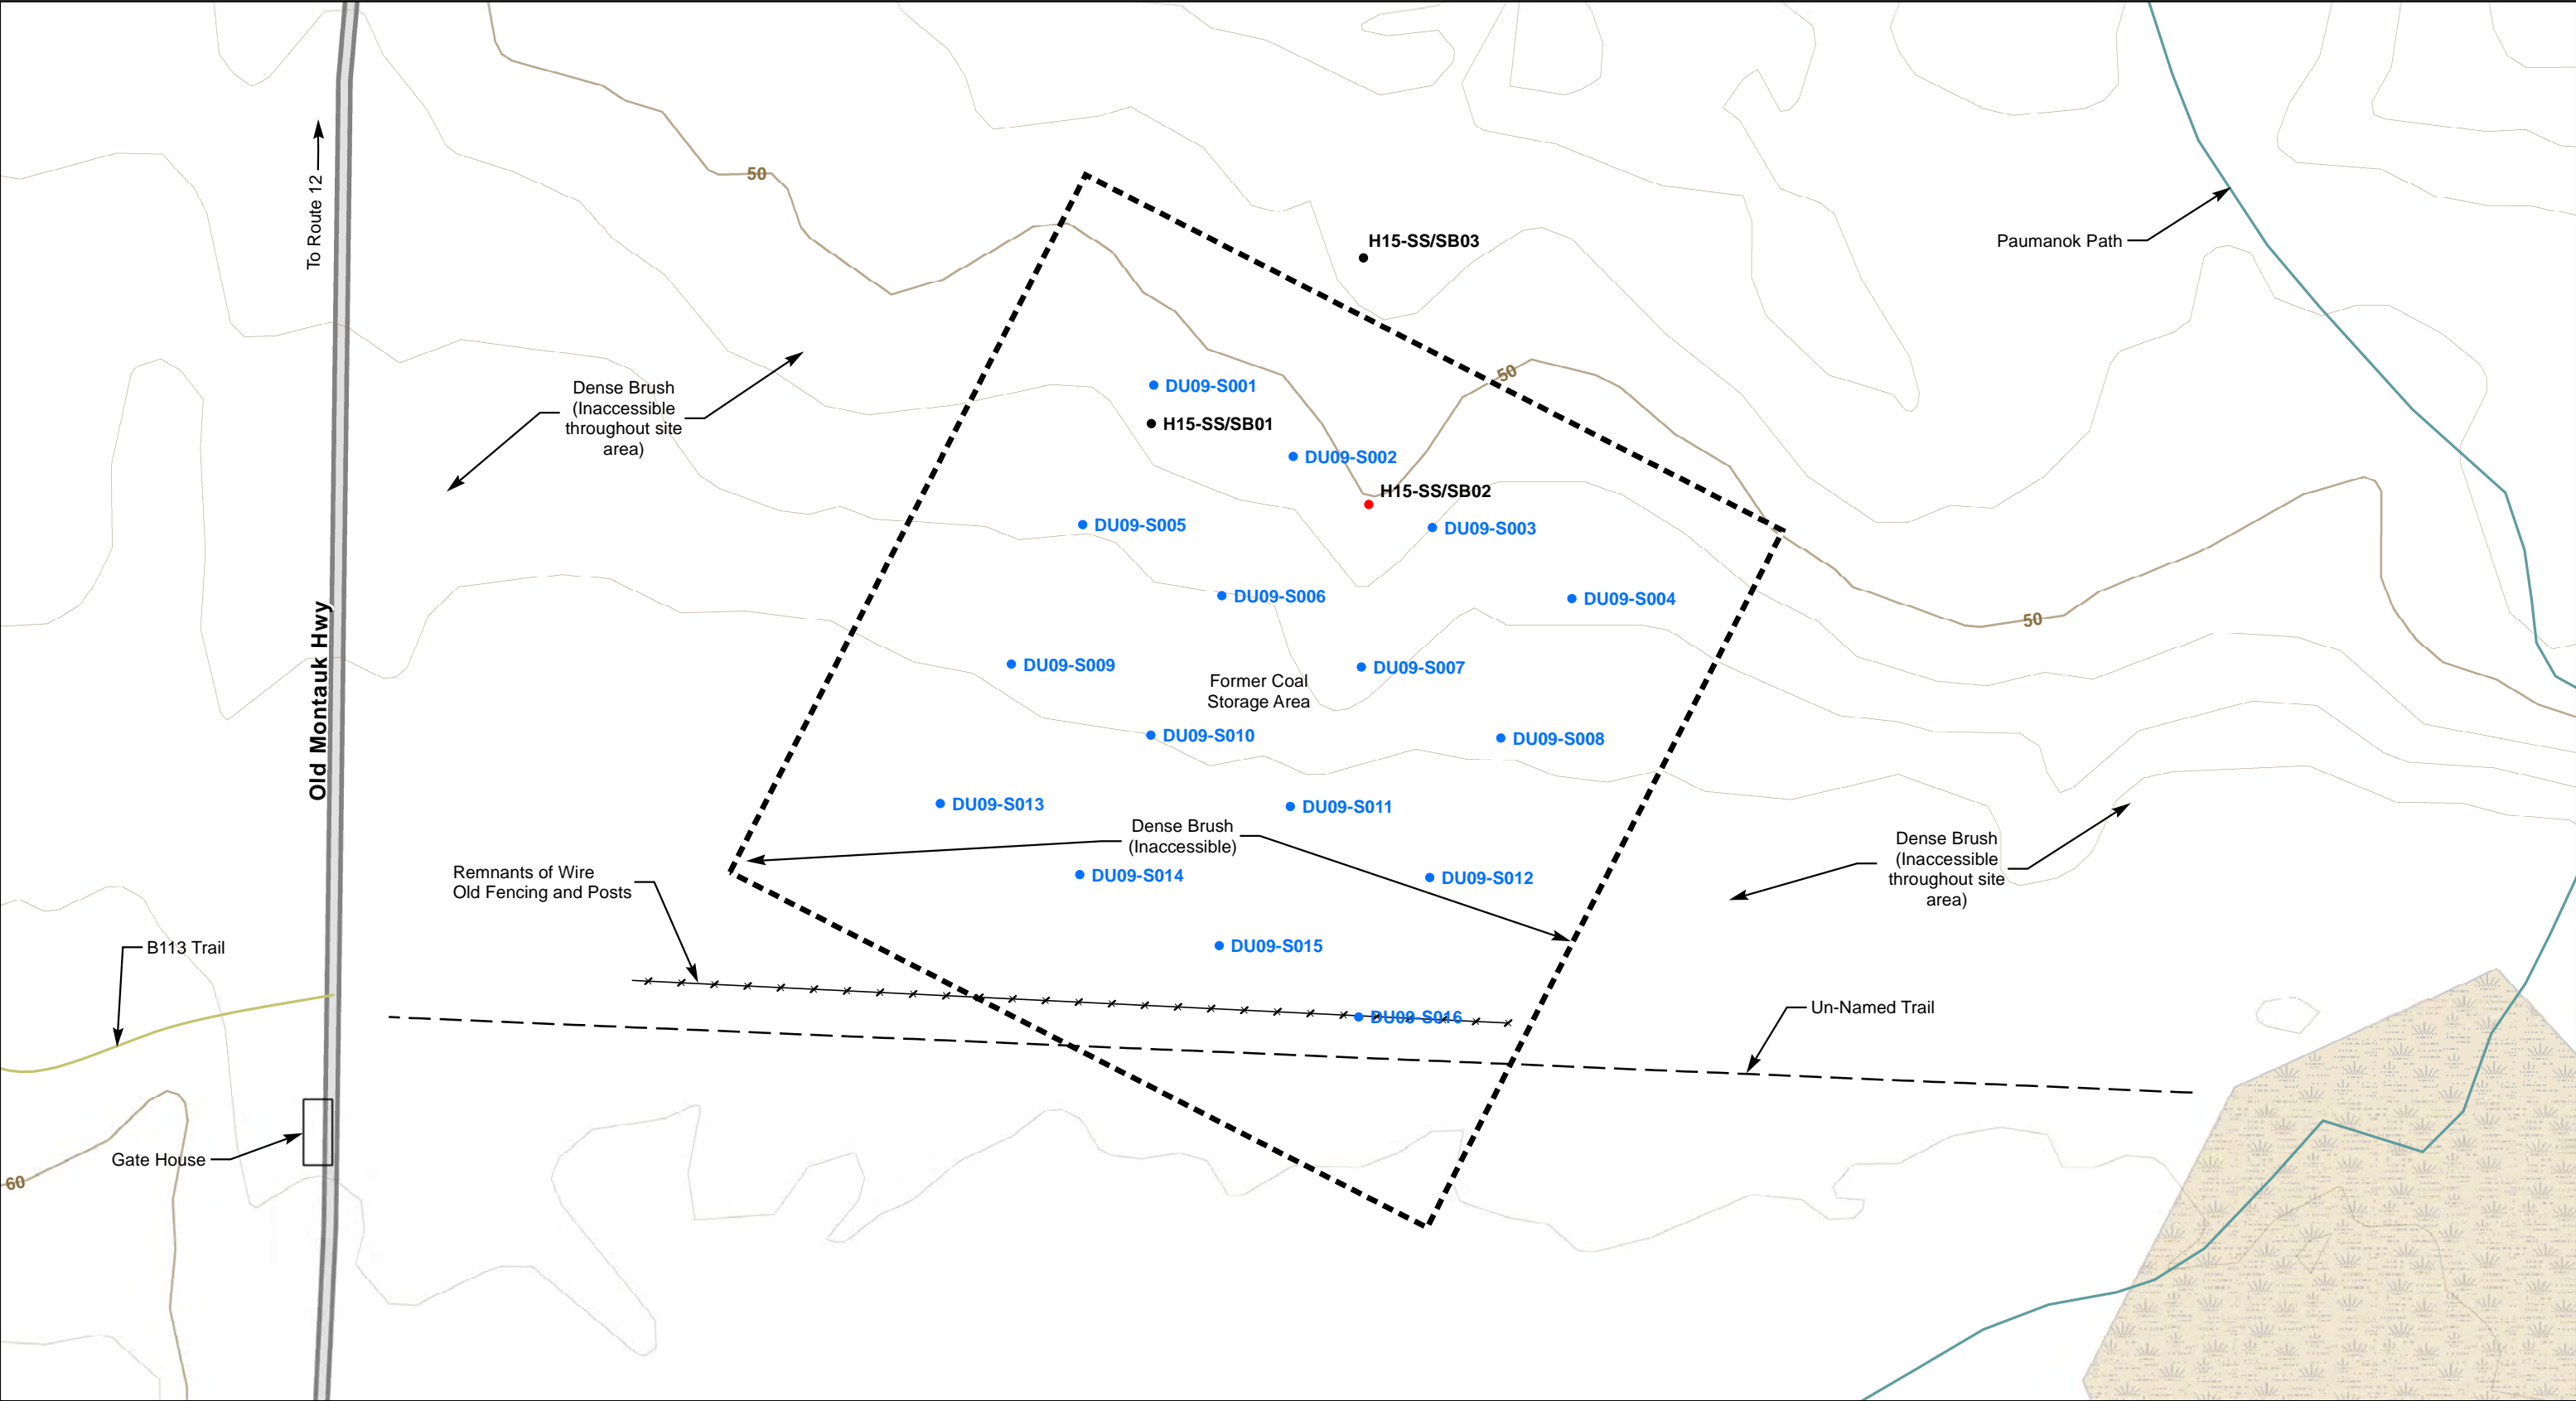 50
To Route 12
H15-SS/SB03
Paumanok Path
50
Dense Brush
(Inaccessible
throughout site
area)
DU09-S001
H15-SS/SB01
DU09-S002
H15-SS/SB02
DU09-S005
DU09-S003
DU09-S006
DU09-S004
50
Old Montauk Hwy
DU09-S009
DU09-S007
Former Coal
Storage Area
DU09-S010
DU09-S008
DU09-S013
DU09-S011
Dense Brush
(Inaccessible)
Dense Brush
(Inaccessible
throughout site
area)
Remnants of Wire
Old Fencing and Posts
DU09-S014
DU09-S012
B113 Trail
DU09-S015
Un-Named Trail
DU09-S016
Gate House
60